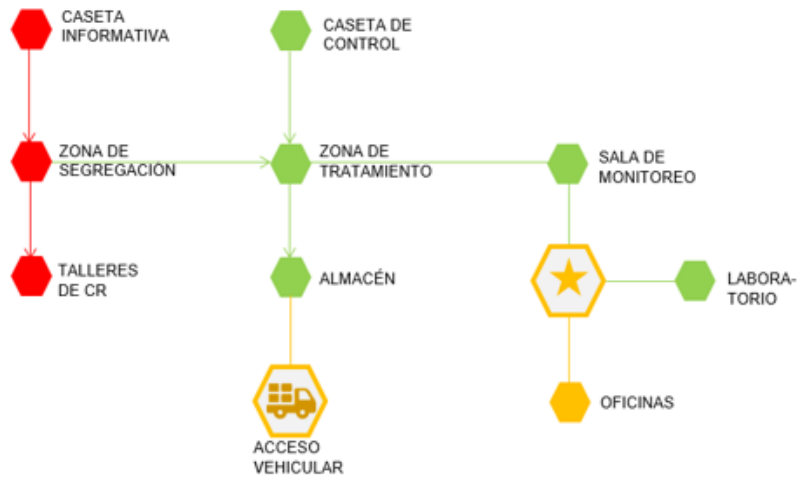 CASETA
INFORMATIVA
CASETA DE
CONTROL
ZONA DE
SEGREGACIÓN
ZONA DE
TRATAMIENTO
SALA DE
MONITOREO
TALLERES
DE CR
ALMACÉN
LABORA-
TORIO
OFICINAS
ACCESO
VEHICULAR